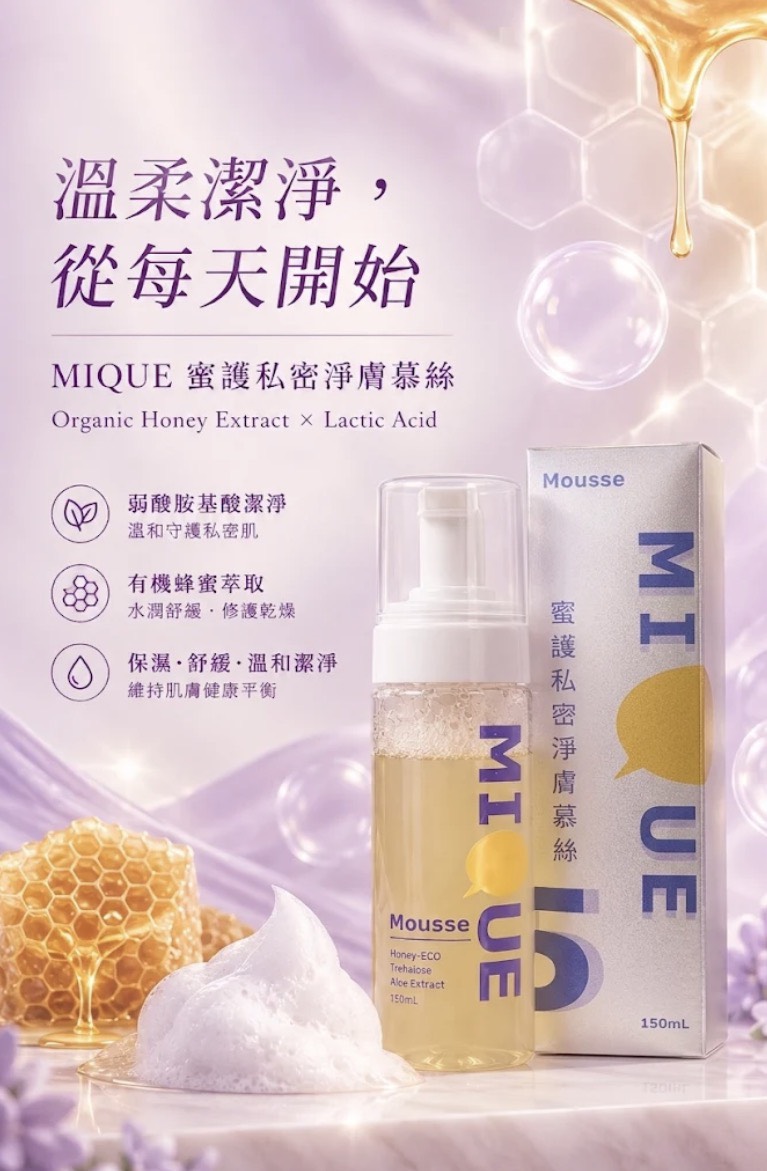 溫柔潔淨，
從每天開始
MIQUE 蜜護私密淨膚慕絲
Organic Honey Extract × Lactic Acid
弱酸胺基酸潔淨
溫和守護私密肌
有機蜂蜜萃取
水潤舒緩・修護乾燥
保濕・舒緩・溫和潔淨
維持肌膚健康平衡
MIQUE
Mousse
Honey-ECO
Trehalose
Aloe Extract
150mL
Mousse
MIQUE
蜜護私密淨膚慕絲
150mL